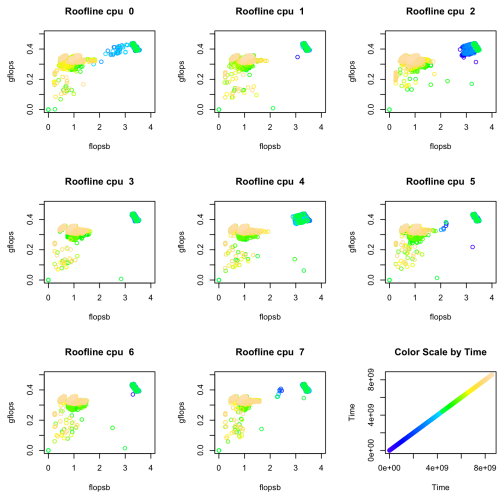 Roofline cpu 0
gflops
0.0 0.2 0.4
0 1 2 3 4
flopsb
Roofline cpu 1
gflops
0.0 0.2 0.4
0 1 2 3 4
flopsb
Roofline cpu 2
gflops
0.0 0.2 0.4
0 1 2 3 4
flopsb
Roofline cpu 3
gflops
0.0 0.2 0.4
0 1 2 3 4
flopsb
Roofline cpu 4
gflops
0.0 0.2 0.4
0 1 2 3 4
flopsb
Roofline cpu 5
gflops
0.0 0.2 0.4
0 1 2 3 4
flopsb
Roofline cpu 6
gflops
0.0 0.2 0.4
0 1 2 3 4
flopsb
Roofline cpu 7
gflops
0.0 0.2 0.4
0 1 2 3 4
flopsb
Color Scale by Time
Time
0e+00 4e+09 8e+09
0e+00 4e+09 8e+09
Time